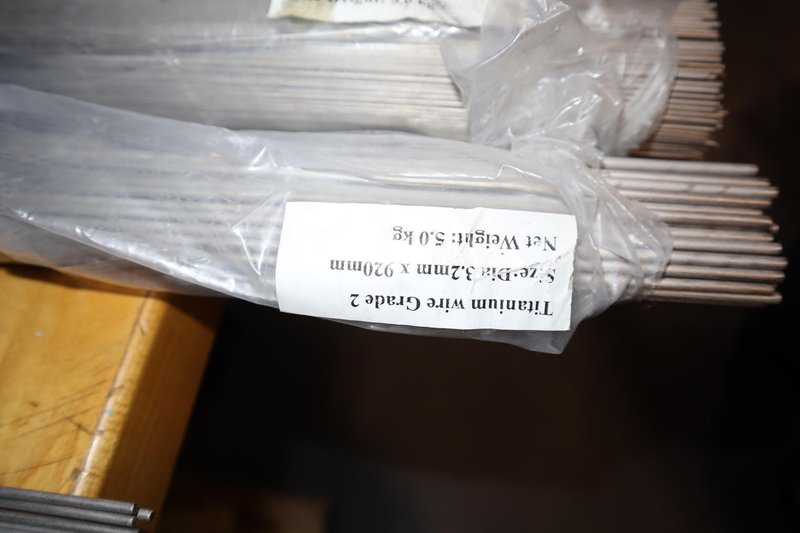 Titanium wire Grade 2
Size:Dia 3.2mm x 920mm
Net Weight: 5.0 kg